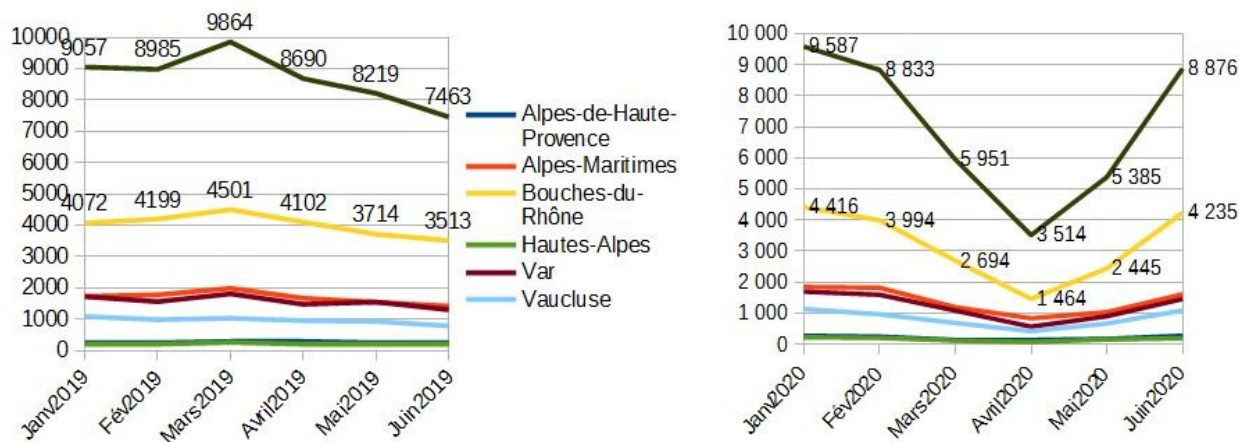 10000
9000
8000
7000
6000
5000
4000
3000
2000
1000
0
9057
8985
9864
8690
8219
7463
4072
4199
4501
4102
3714
3513
Janv2019
Fév2019
Mars2019
Avril2019
Mai2019
Juin2019
Alpes-de-Haute-
Provence
Alpes-Maritimes
Bouches-du-
Rhône
Hautes-Alpes
Var
Vaucluse
10 000
9 000
8 000
7 000
6 000
5 000
4 000
3 000
2 000
1 000
0
9 587
8 833
5 951
3 514
5 385
8 876
4 416
3 994
2 694
1 464
2 445
4 235
Janv2020
Fév2020
Mars2020
Avril2020
Mai2020
Juin2020